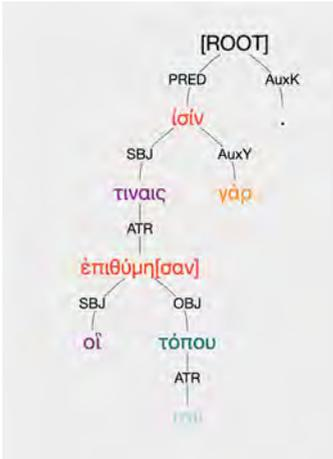 [ROOT]
PRED AuxK
ἰσίν .
SBJ AuxY
τιναις γὰρ
ATR
ἐπιθύμη[σαν]
SBJ OBJ
οἳ τόπου
ATR